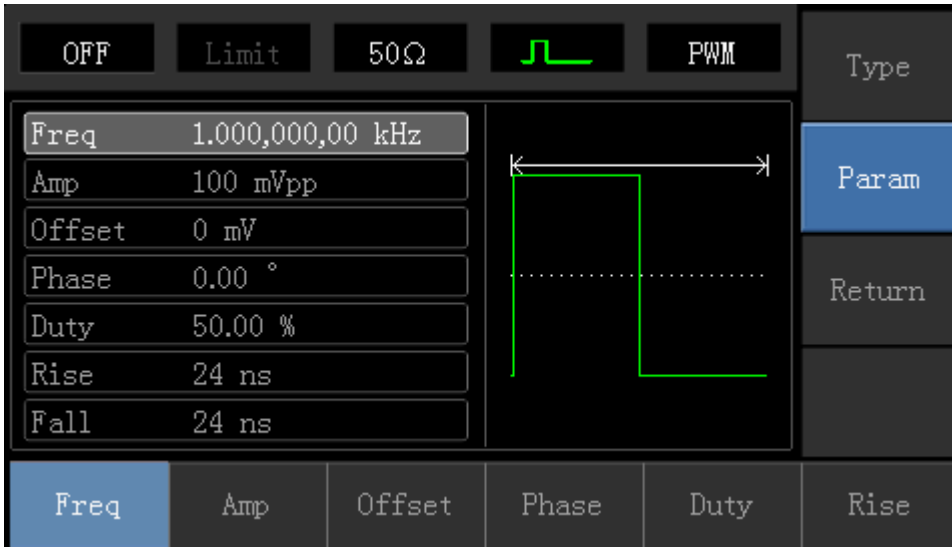 OFF Limit 50Ω PWM
Type
Freq 1.000,000,00 kHz
Amp 100 mVpp
Param
Offset 0 mV
Phase 0.00 °
Return
Duty 50.00 %
Rise 24 ns
Fall 24 ns
Freq Amp Offset Phase Duty Rise